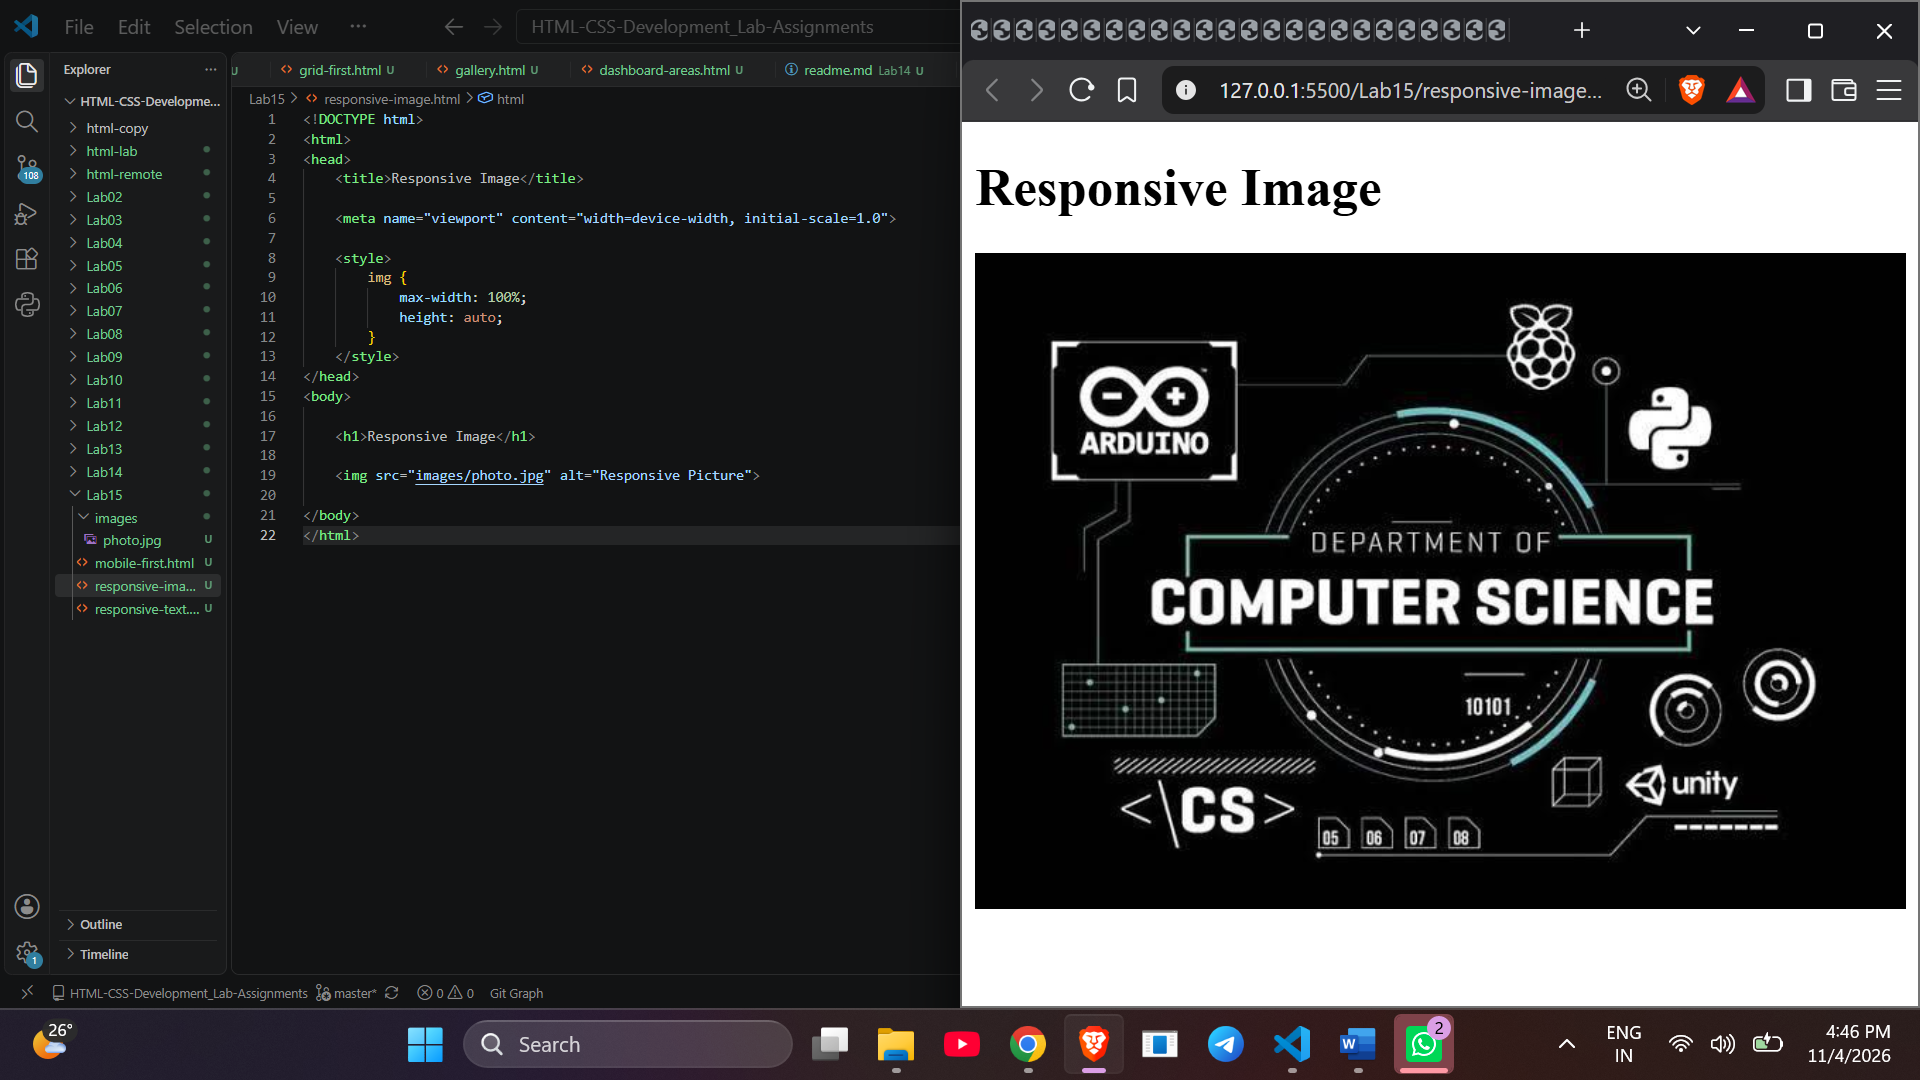 File Edit Selection View ···
HTML-CSS-Development_Lab-Assignments
Explorer ···
HTML-CSS-Developme...
html-copy
html-lab
html-remote
Lab02
Lab03
Lab04
Lab05
Lab06
Lab07
Lab08
Lab09
Lab10
Lab11
Lab12
Lab13
Lab14
Lab15
images
photo.jpg U
mobile-first.html U
responsive-ima... U
responsive-text.... U
Outline
Timeline
108
1
U grid-first.html U gallery.html U dashboard-areas.html U readme.md Lab14 U
Lab15 > responsive-image.html > html
1 <!DOCTYPE html>
2 <html>
3 <head>
4 <title>Responsive Image</title>
5
6 <meta name="viewport" content="width=device-width, initial-scale=1.0">
7
8 <style>
9 img {
10 max-width: 100%;
11 height: auto;
12 }
13 </style>
14 </head>
15 <body>
16
17 <h1>Responsive Image</h1>
18
19 <img src="images/photo.jpg" alt="Responsive Picture">
20
21 </body>
22 </html>
HTML-CSS-Development_Lab-Assignments master* 0 0 Git Graph
127.0.0.1:5500/Lab15/responsive-image...
Responsive Image
ARDUINO
DEPARTMENT OF
COMPUTER SCIENCE
10101
<\CS>
unity
05 06 07 08
26°
Search
W
2
ENG
IN
4:46 PM
11/4/2026